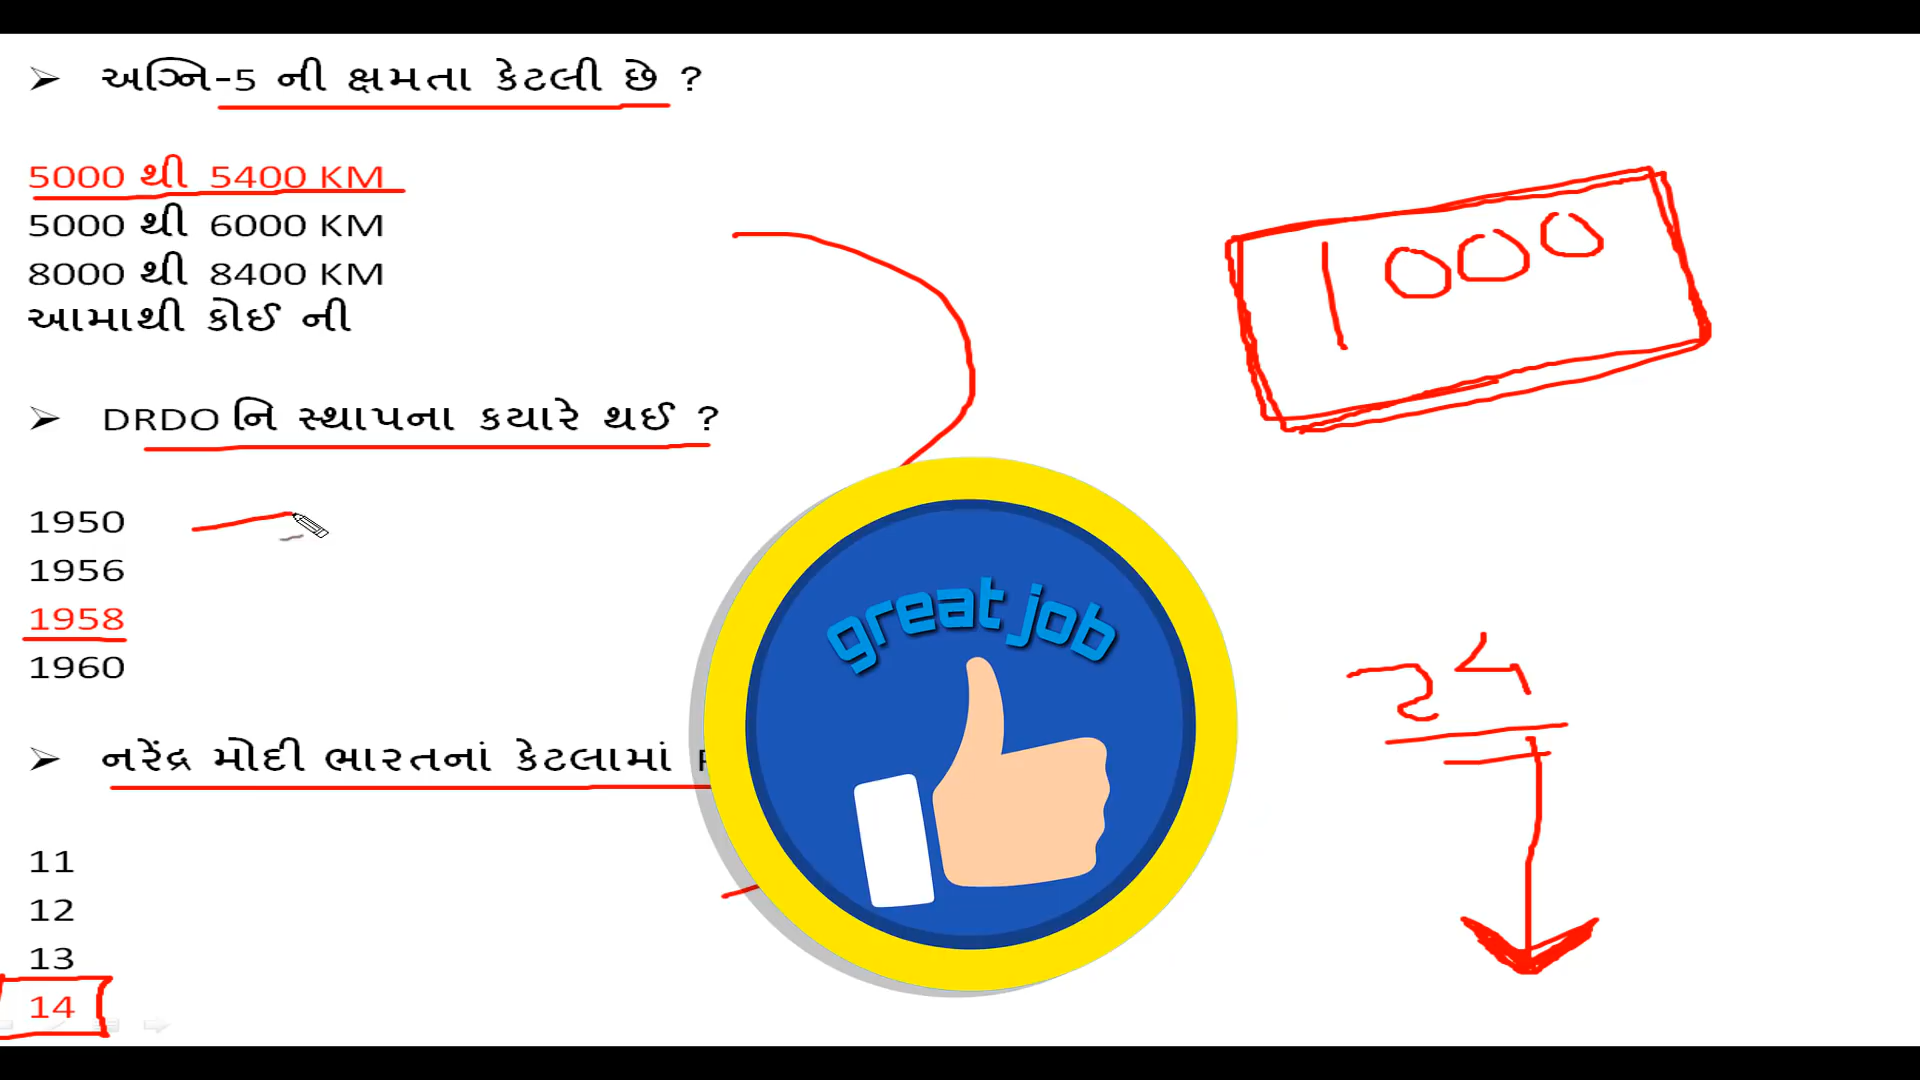 ➢ અગ્નિ-5 ની ક્ષમતા કેટલી છે ?
5000 થી 5400 KM
5000 થી 6000 KM
8000 થી 8400 KM
આમાથી કોઈ ની
1000
➢ DRDO નિ સ્થાપના કયારે થઈ ?
1950
1956
1958
1960
great job
➢ નરેંદ્ર મોદી ભારતનાં કેટલામાં
11
12
13
14